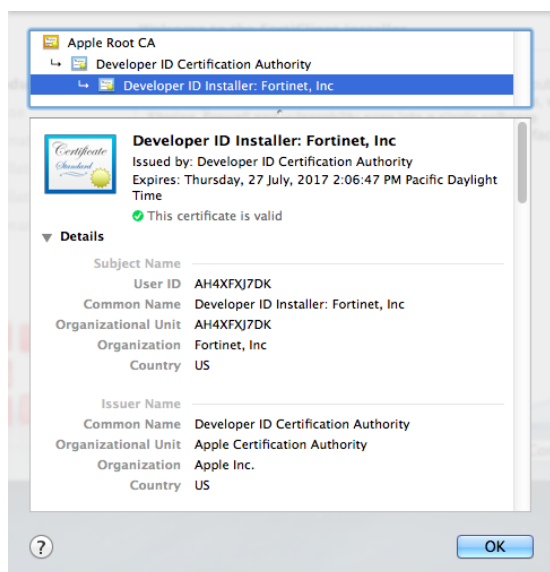 Apple Root CA
↳ Developer ID Certification Authority
↳ Developer ID Installer: Fortinet, Inc
Certificate
Standard
Developer ID Installer: Fortinet, Inc
Issued by: Developer ID Certification Authority
Expires: Thursday, 27 July, 2017 2:06:47 PM Pacific Daylight
Time
This certificate is valid
Details
Subject Name
User ID AH4XFXJ7DK
Common Name Developer ID Installer: Fortinet, Inc
Organizational Unit AH4XFXJ7DK
Organization Fortinet, Inc
Country US
Issuer Name
Common Name Developer ID Certification Authority
Organizational Unit Apple Certification Authority
Organization Apple Inc.
Country US
?
OK